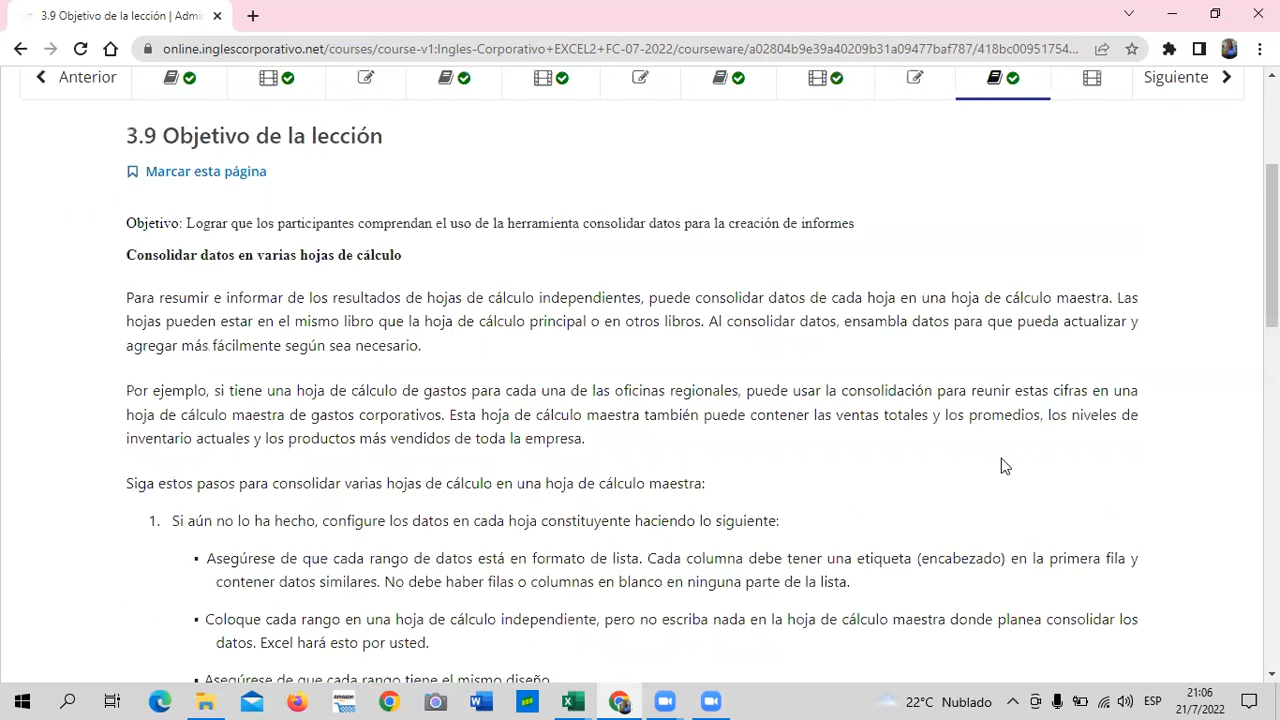 3.9 Objetivo de la lección | Admi
online.inglescorporativo.net/courses/course-v1:Ingles-Corporativo+EXCEL2+FC-07-2022/courseware/a02804b9e39a40209b31a09477baf787/418bc00951754...
Anterior
Siguiente
3.9 Objetivo de la lección
Marcar esta página
Objetivo: Lograr que los participantes comprendan el uso de la herramienta consolidar datos para la creación de informes
Consolidar datos en varias hojas de cálculo
Para resumir e informar de los resultados de hojas de cálculo independientes, puede consolidar datos de cada hoja en una hoja de cálculo maestra. Las
hojas pueden estar en el mismo libro que la hoja de cálculo principal o en otros libros. Al consolidar datos, ensambla datos para que pueda actualizar y
agregar más fácilmente según sea necesario.
Por ejemplo, si tiene una hoja de cálculo de gastos para cada una de las oficinas regionales, puede usar la consolidación para reunir estas cifras en una
hoja de cálculo maestra de gastos corporativos. Esta hoja de cálculo maestra también puede contener las ventas totales y los promedios, los niveles de
inventario actuales y los productos más vendidos de toda la empresa.
Siga estos pasos para consolidar varias hojas de cálculo en una hoja de cálculo maestra:
1. Si aún no lo ha hecho, configure los datos en cada hoja constituyente haciendo lo siguiente:
▪ Asegúrese de que cada rango de datos está en formato de lista. Cada columna debe tener una etiqueta (encabezado) en la primera fila y
contener datos similares. No debe haber filas o columnas en blanco en ninguna parte de la lista.
▪ Coloque cada rango en una hoja de cálculo independiente, pero no escriba nada en la hoja de cálculo maestra donde planea consolidar los
datos. Excel hará esto por usted.
▪ Asegúrese de que cada rango tiene el mismo diseño.
22°C Nublado
ESP
21:06
21/7/2022